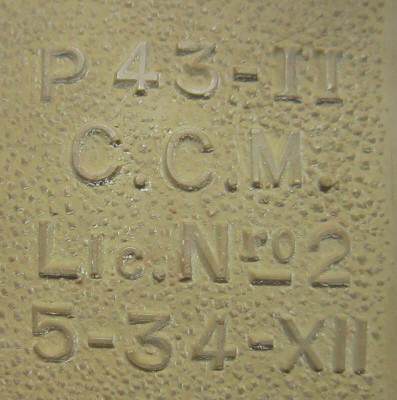 P 43-II
C.C.M.
Lic. Nro 2
5-34-XII